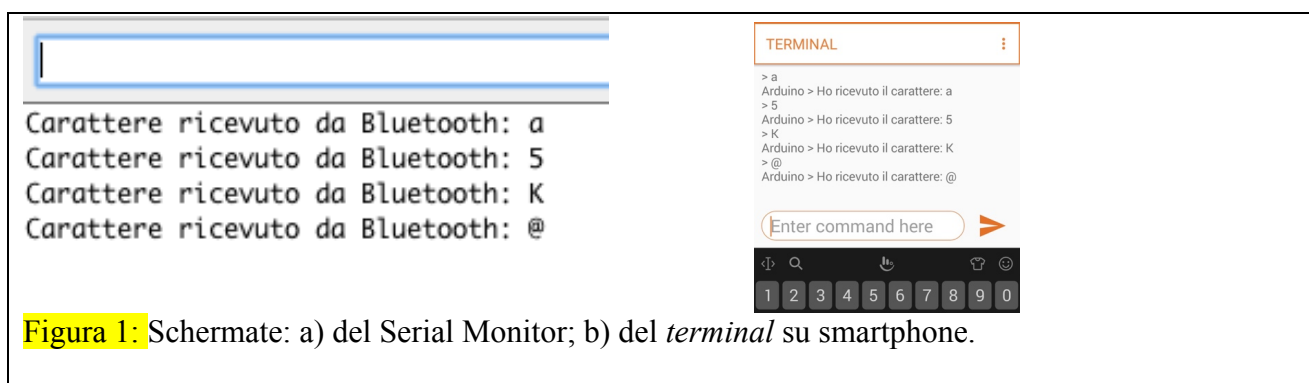 Carattere ricevuto da Bluetooth: a
Carattere ricevuto da Bluetooth: 5
Carattere ricevuto da Bluetooth: K
Carattere ricevuto da Bluetooth: @
TERMINAL
> a
Arduino > Ho ricevuto il carattere: a
> 5
Arduino > Ho ricevuto il carattere: 5
> K
Arduino > Ho ricevuto il carattere: K
> @
Arduino > Ho ricevuto il carattere: @
Enter command here
1 2 3 4 5 6 7 8 9 0
Figura 1: Schermate: a) del Serial Monitor; b) del terminal su smartphone.